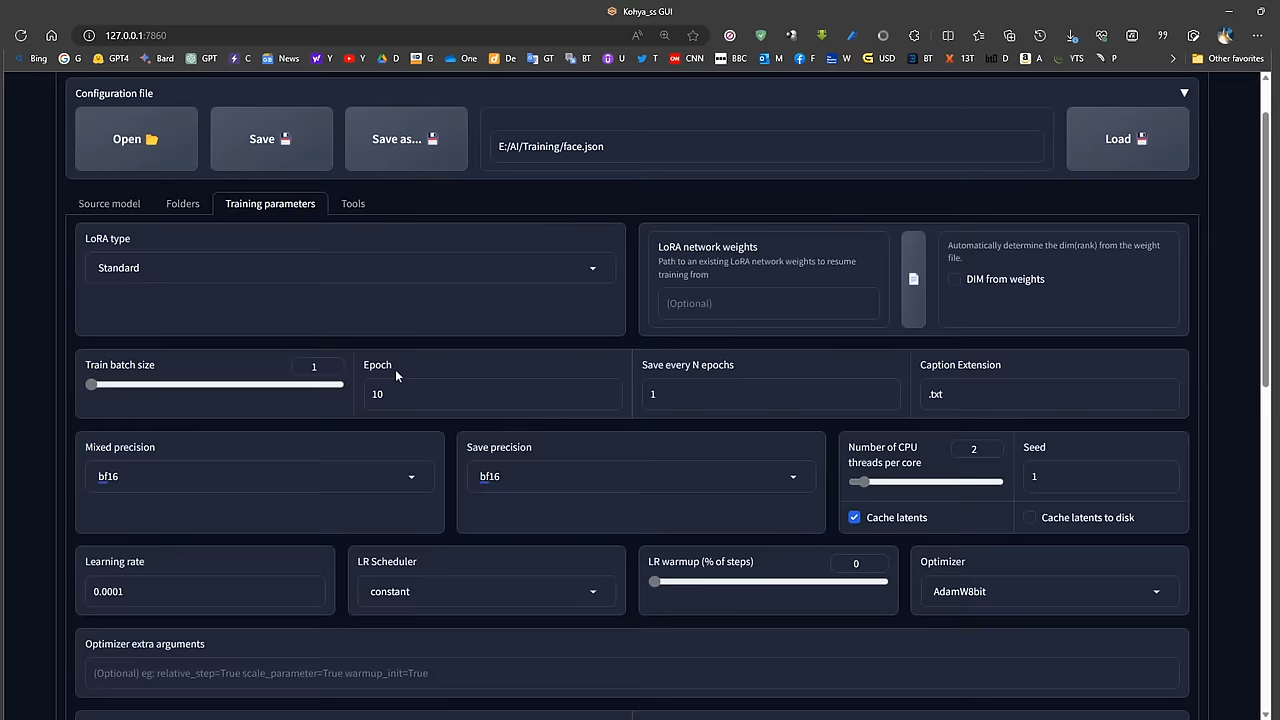 Kohya_ss GUI
127.0.0.1:7860
Bing G GPT4 Bard GPT C News Y Y D G One De GT BT U T CNN BBC M F W USD BT 13T D A YTS P Other favorites
Configuration file
Open Save Save as... E:/AI/Training/face.json Load
Source model Folders Training parameters Tools
LoRA type
Standard
LoRA network weights
Path to an existing LoRA network weights to resume
training from
(Optional)
Automatically determine the dim(rank) from the weight
file.
DIM from weights
Train batch size 1
Epoch
10
Save every N epochs
1
Caption Extension
.txt
Mixed precision
bf16
Save precision
bf16
Number of CPU
threads per core
2
Seed
1
Cache latents
Cache latents to disk
Learning rate
0.0001
LR Scheduler
constant
LR warmup (% of steps) 0
Optimizer
AdamW8bit
Optimizer extra arguments
(Optional) eg: relative_step=True scale_parameter=True warmup_init=True